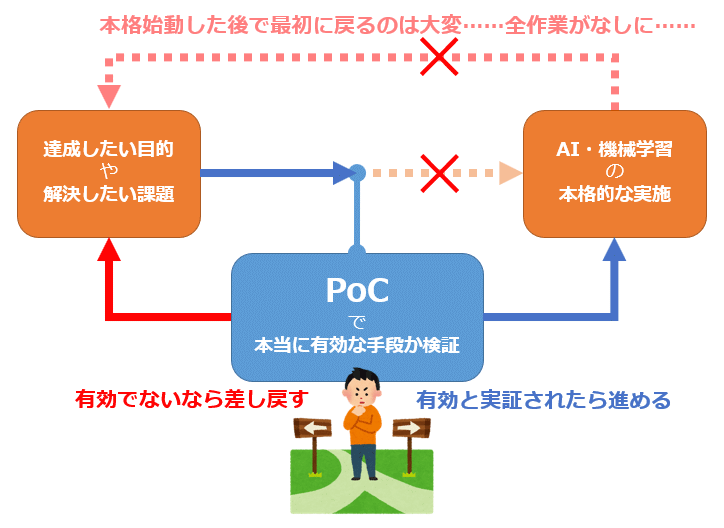 本格始動した後で最初に戻るのは大変……全作業がなしに……
達成したい目的
や
解決したい課題
AI・機械学習
の
本格的な実施
PoC
で
本当に有効な手段か検証
有効でないなら差し戻す
有効と実証されたら進める